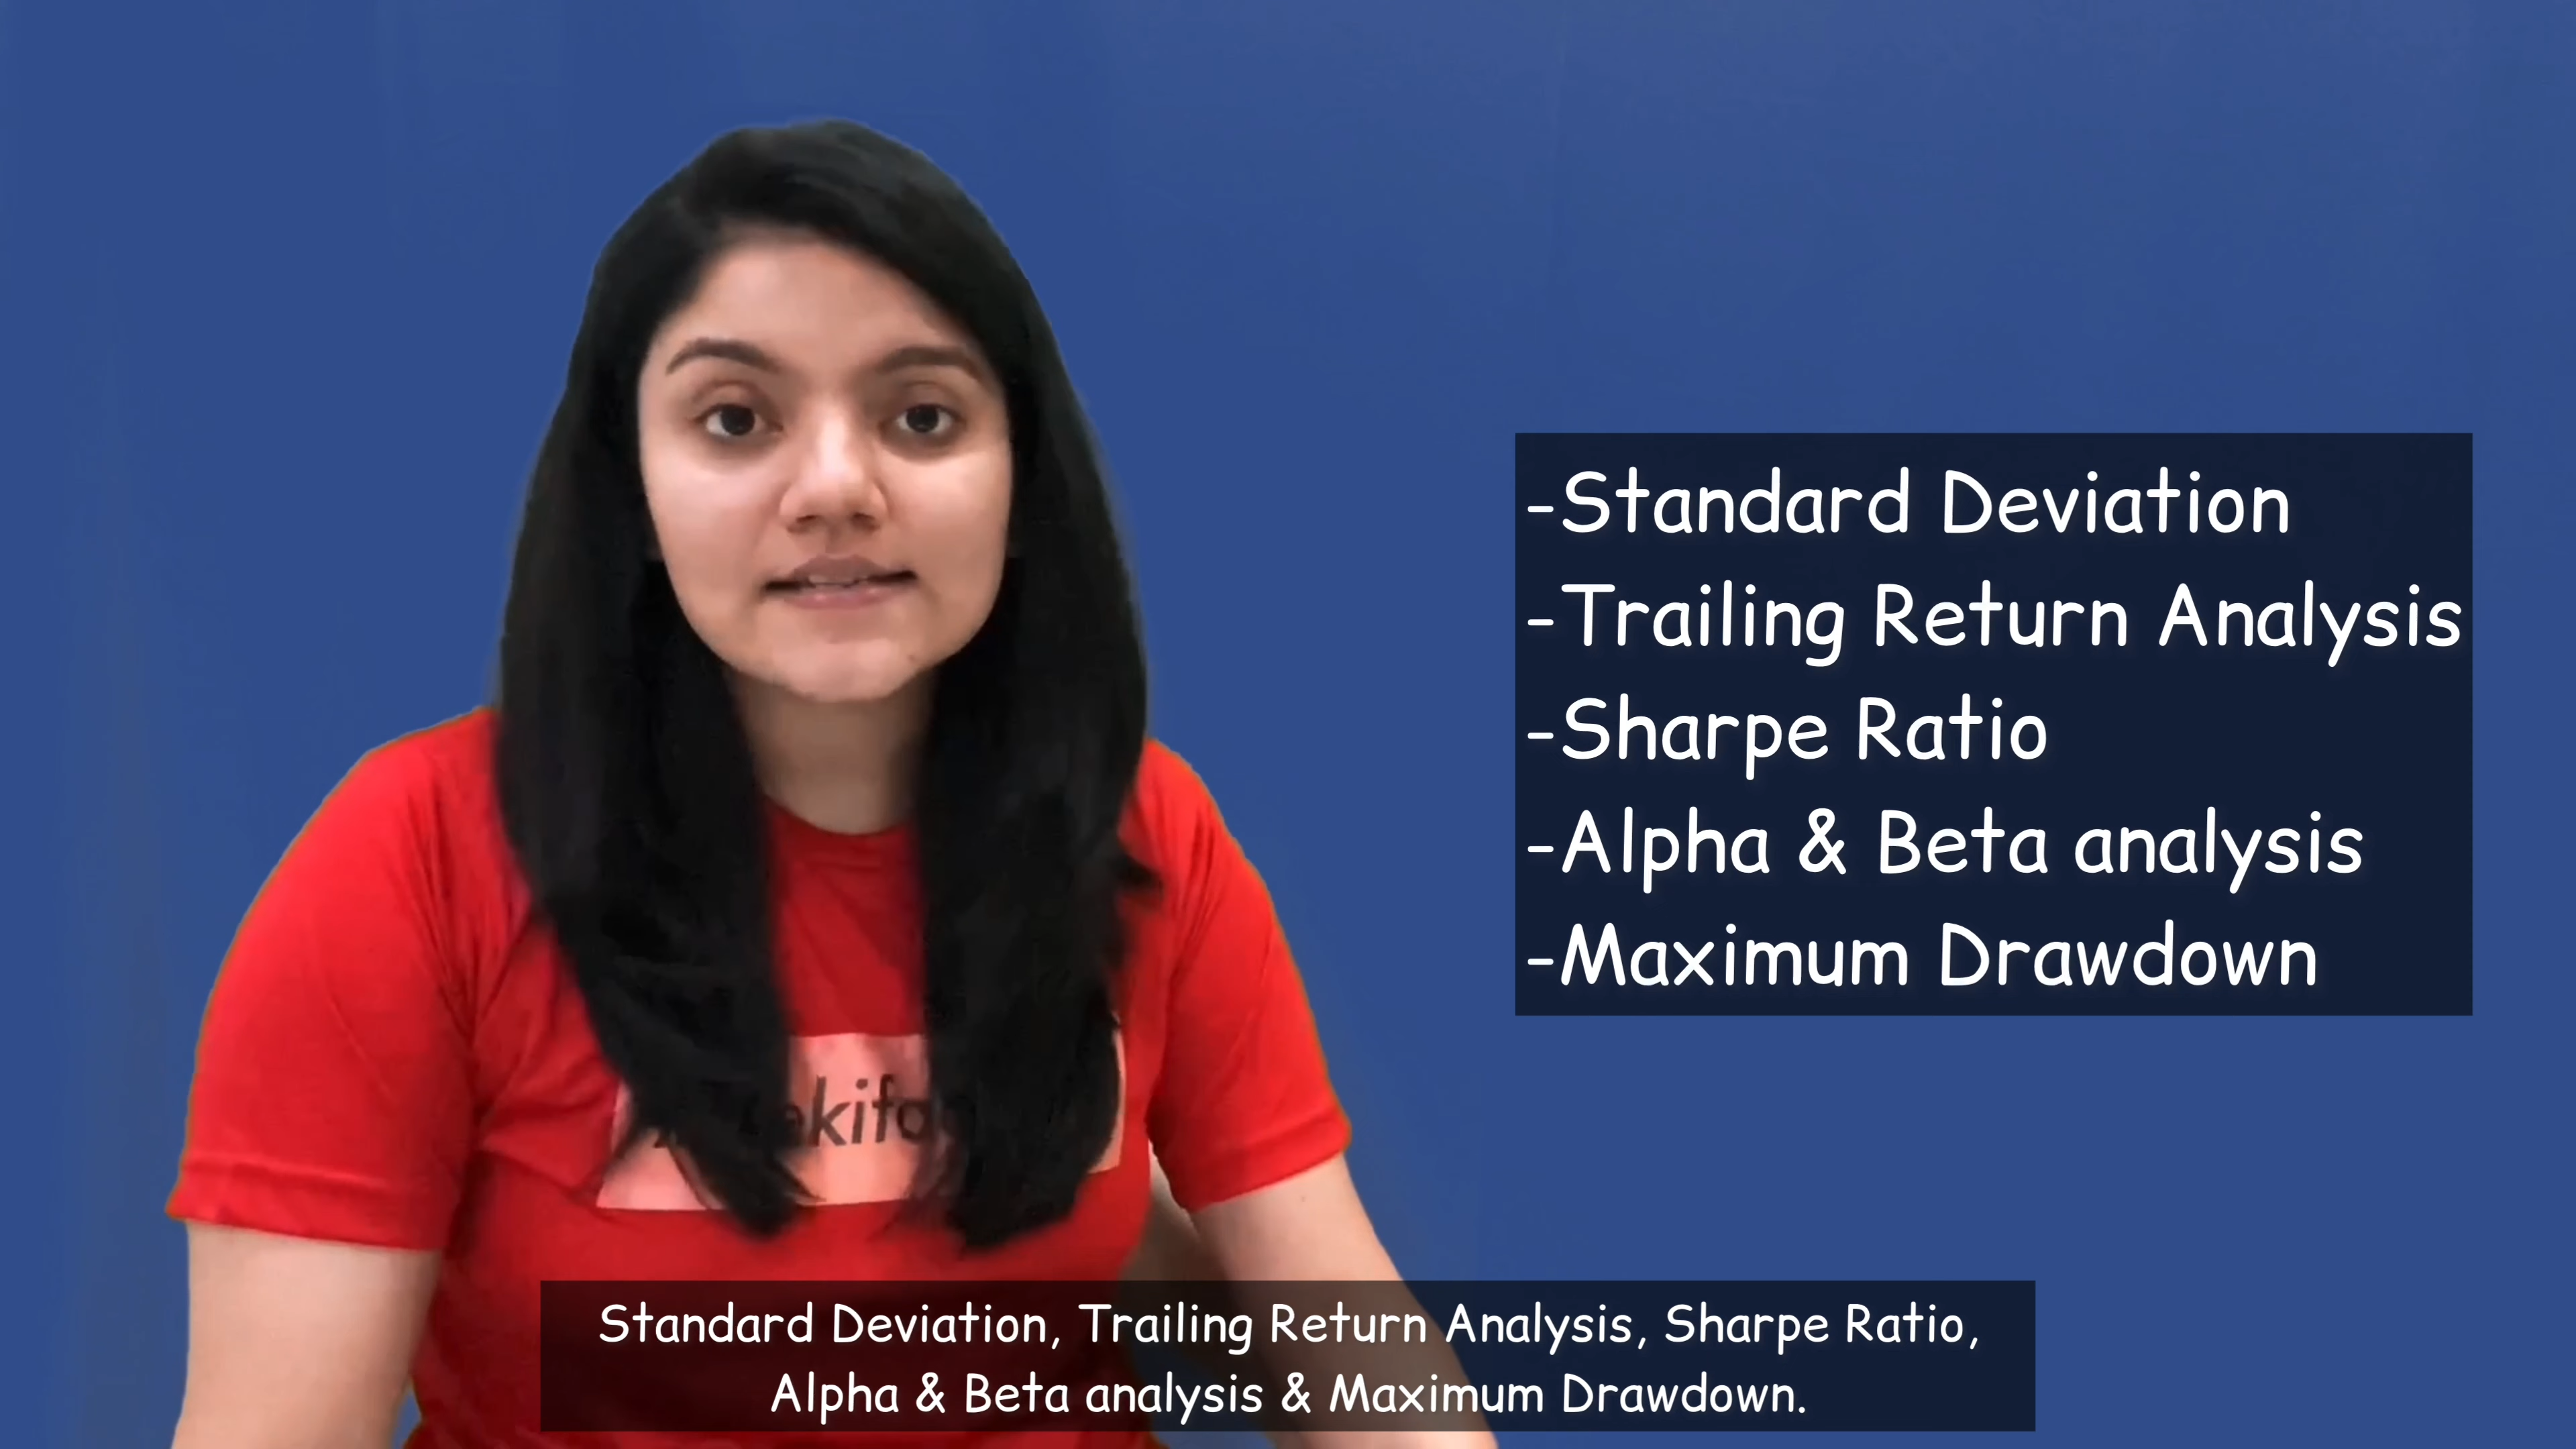 -Standard Deviation
-Trailing Return Analysis
-Sharpe Ratio
-Alpha & Beta analysis
-Maximum Drawdown
Standard Deviation, Trailing Return Analysis, Sharpe Ratio,
Alpha & Beta analysis & Maximum Drawdown.